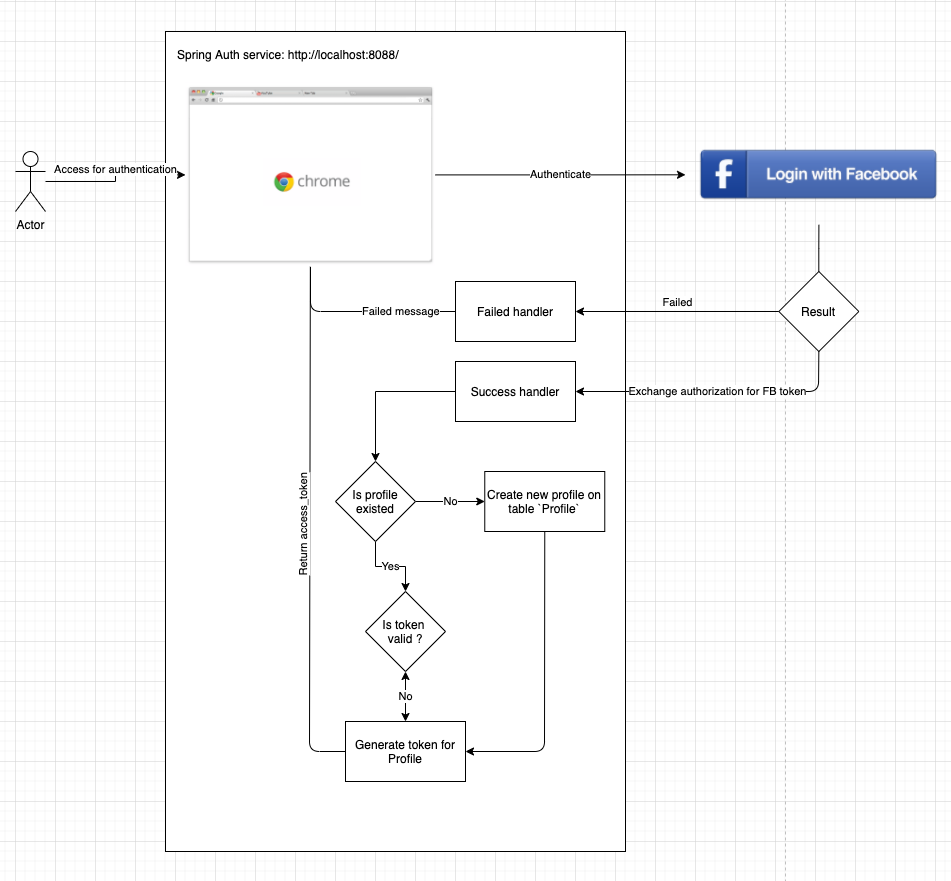 Spring Auth service: http://localhost:8088/
chrome
Access for authentication
Actor
Authenticate
f
Login with Facebook
Failed message
Failed handler
Failed
Result
Success handler
Exchange authorization for FB token
Is profile
existed
No
Create new profile on
table `Profile`
Return access_token
Yes
Is token
valid ?
No
Generate token for
Profile